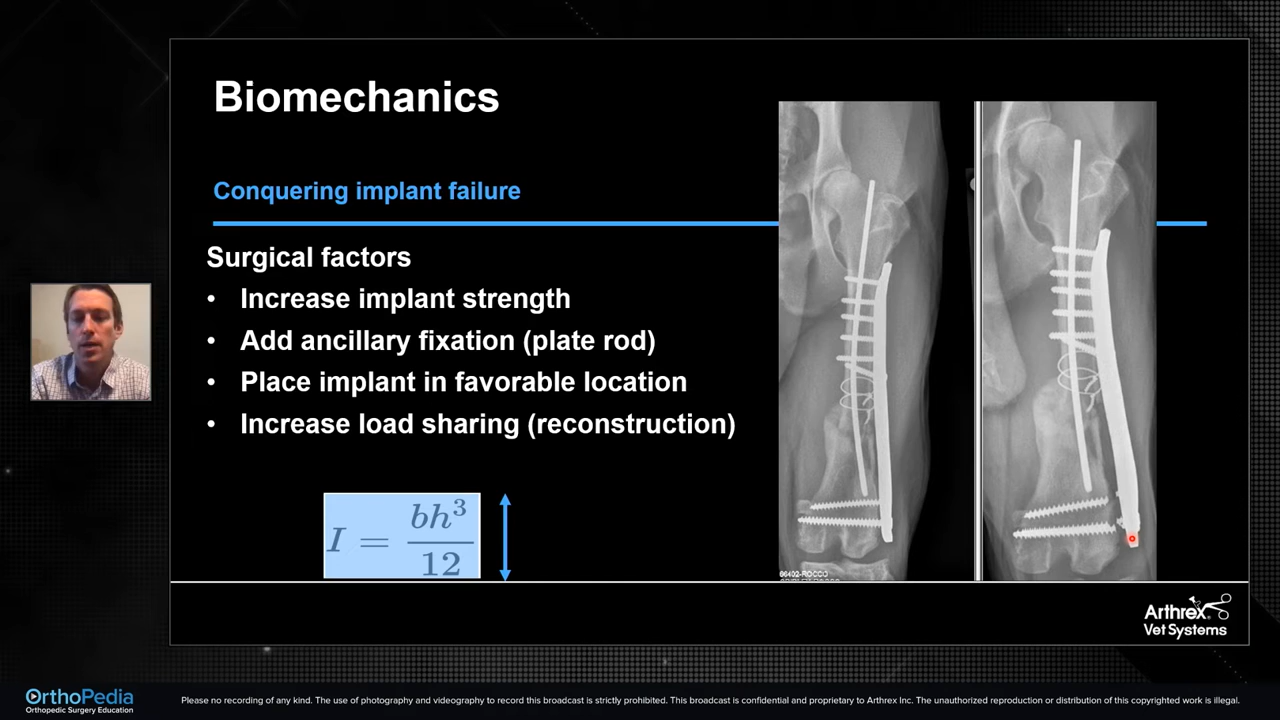 Biomechanics
Conquering implant failure
Surgical factors
• Increase implant strength
• Add ancillary fixation (plate rod)
• Place implant in favorable location
• Increase load sharing (reconstruction)
I = bh³/12
66402-ROCCO
Arthrex
Vet Systems
OrthoPedia
Orthopedic Surgery Education
Please no recording of any kind. The use of photography and videography to record this broadcast is strictly prohibited. This broadcast is confidential and proprietary to Arthrex Inc. The unauthorized reproduction or distribution of this copyrighted work is illegal.